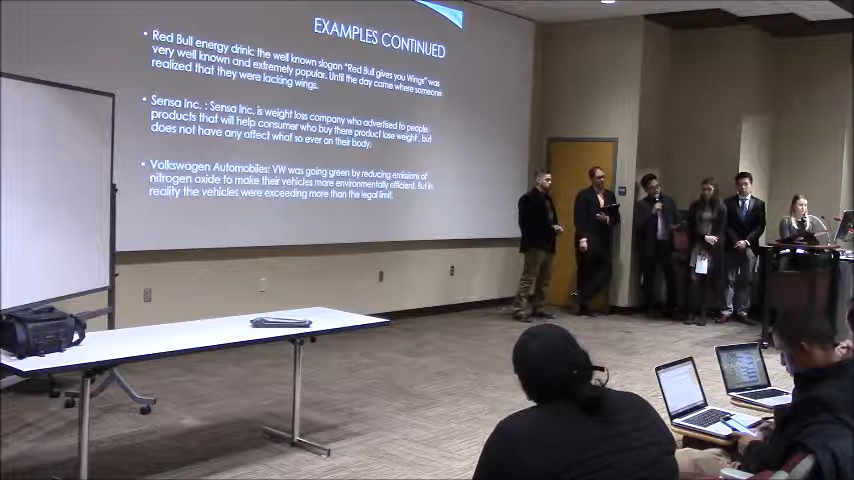 EXAMPLES CONTINUED
• Red Bull energy drink: the well known slogan "Red Bull gives you Wings" was
very well known and extremely popular. Until the day came where someone
realized that they were lacking wings.
• Sensa Inc. : Sensa Inc. is weight loss company who advertised to people
products that will help consumer who buy there product lose weight , but
does not have any affect what so ever on their body.
• Volkswagen Automobiles: VW was going green by reducing emissions of
nitrogen oxide to make their vehicles more environmentally efficient. But in
reality the vehicles were exceeding more than the legal limit.